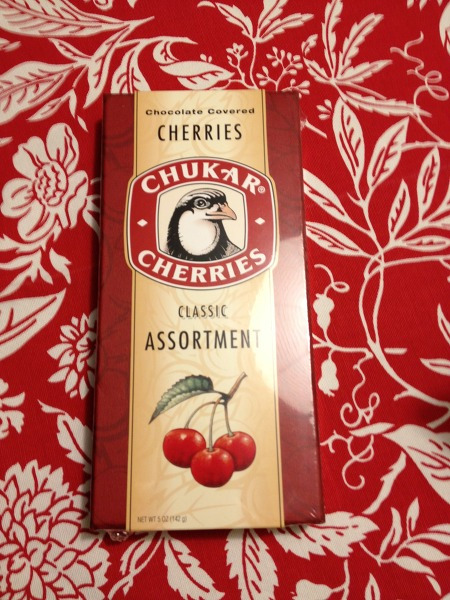 Chocolate Covered
CHERRIES
CHUKAR®
CHERRIES
CLASSIC
ASSORTMENT
NET WT 5 OZ (142 g)